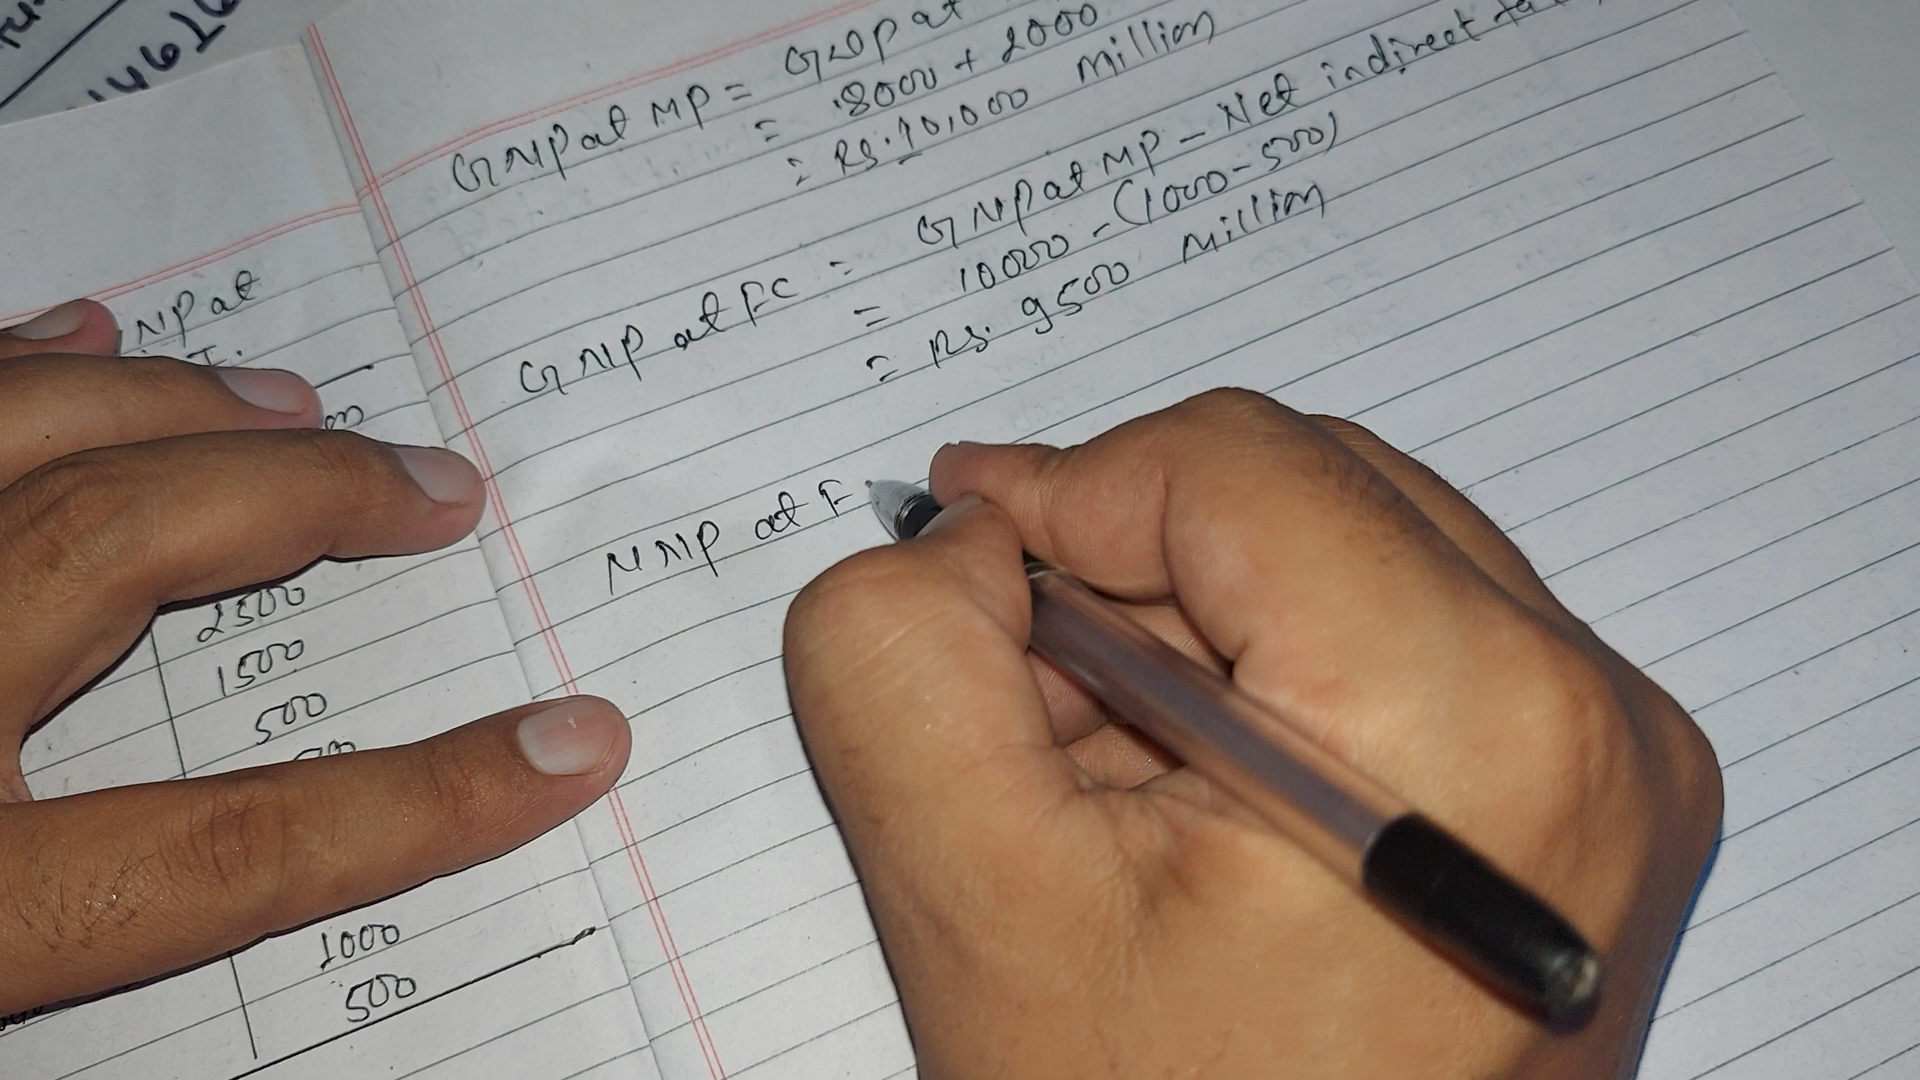 GNP at MP = GDP at
= 8000 + 2000
= Rs. 10,000 Million
GNP at FC = GNP at MP - Net indirect
= 10000 - (1000-500)
= Rs. 9500 Million
NNP at F
NP at
2500
1500
500
1000
500